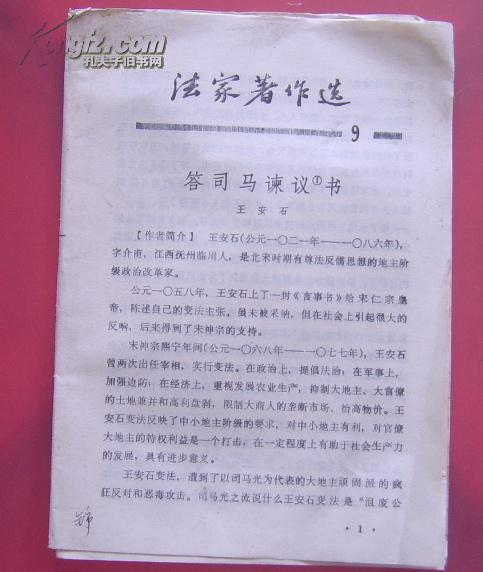 Kongfz.com
孔夫子旧书网
法家著作选
9
答司马谏议①书
王安石
【作者简介】 王安石(公元一〇二一年——一〇八六年),
字介甫,江西抚州临川人,是北宋时期有尊法反儒思想的地主阶
级政治改革家。
公元一〇五八年,王安石上了一封《言事书》给宋仁宗皇
帝,陈述自己的变法主张。虽未被采纳,但在社会上引起很大的
反响,后来得到了宋神宗的支持。
宋神宗熙宁年间(公元一〇六八年——一〇七七年),王安石
曾两次出任宰相,实行变法。在政治上,提倡法治;在军事上,
加强边防;在经济上,重视发展农业生产,抑制大地主、大富僚
的土地兼并和高利盘剥,限制大商人的垄断市场、抬高物价。王
安石变法反映了中小地主阶级的要求,对中小地主有利,对官僚
大地主的特权利益是一个打击,在一定程度上有助于社会生产力
的发展,具有进步意义。
王安石变法,遭到了以司马光为代表的大地主顽固派的疯
狂反对和恶毒攻击。司马光之流说什么王安石变法是“沮废公
·1·